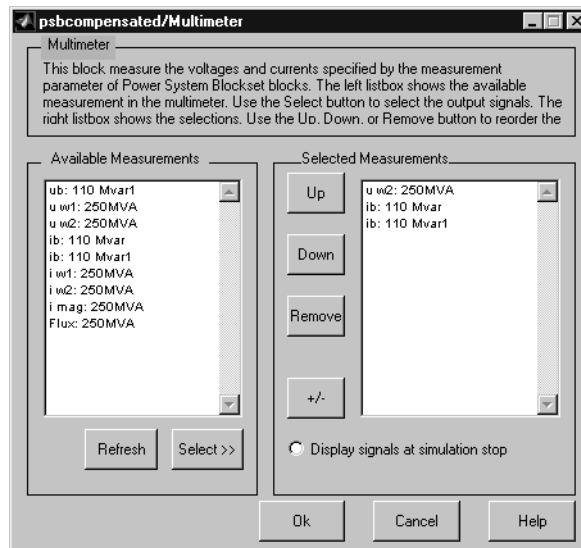 psbcompensated/Multimeter
Multimeter
This block measure the voltages and currents specified by the measurement
parameter of Power System Blockset blocks. The left listbox shows the available
measurement in the multimeter. Use the Select button to select the output signals. The
right listbox shows the selections. Use the Up, Down, or Remove button to reorder the
Available Measurements
ub: 110 Mvar1
u w1: 250MVA
u w2: 250MVA
ib: 110 Mvar
ib: 110 Mvar1
i w1: 250MVA
i w2: 250MVA
i mag: 250MVA
Flux: 250MVA
Refresh
Select >>
Selected Measurements
Up
Down
Remove
+/-
u w2: 250MVA
ib: 110 Mvar
ib: 110 Mvar1
Display signals at simulation stop
Ok
Cancel
Help